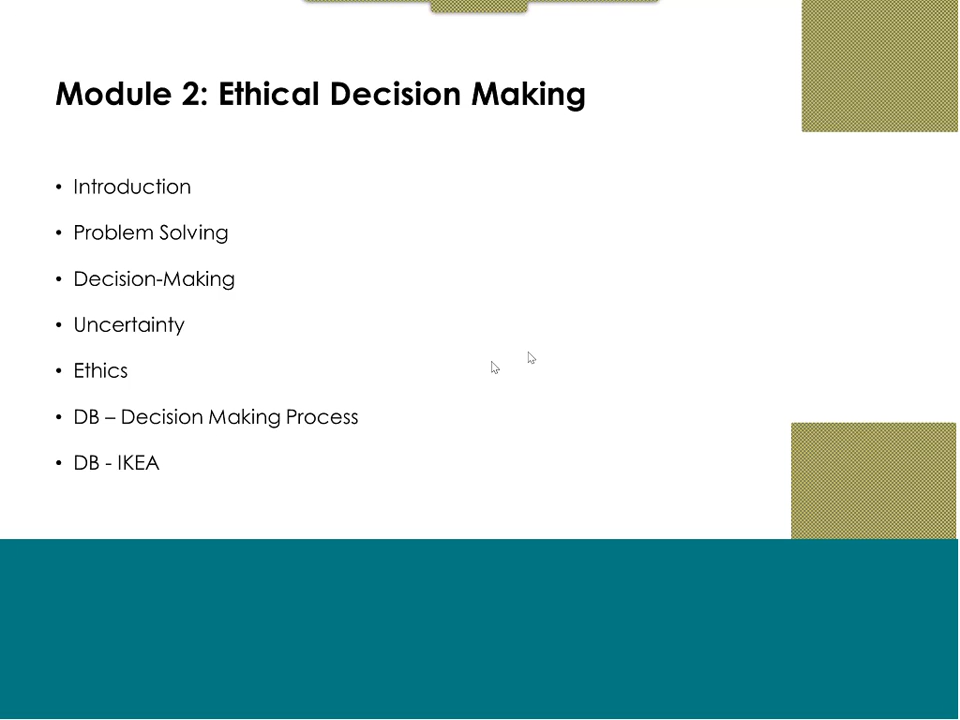 Module 2: Ethical Decision Making
• Introduction
• Problem Solving
• Decision-Making
• Uncertainty
• Ethics
• DB – Decision Making Process
• DB - IKEA